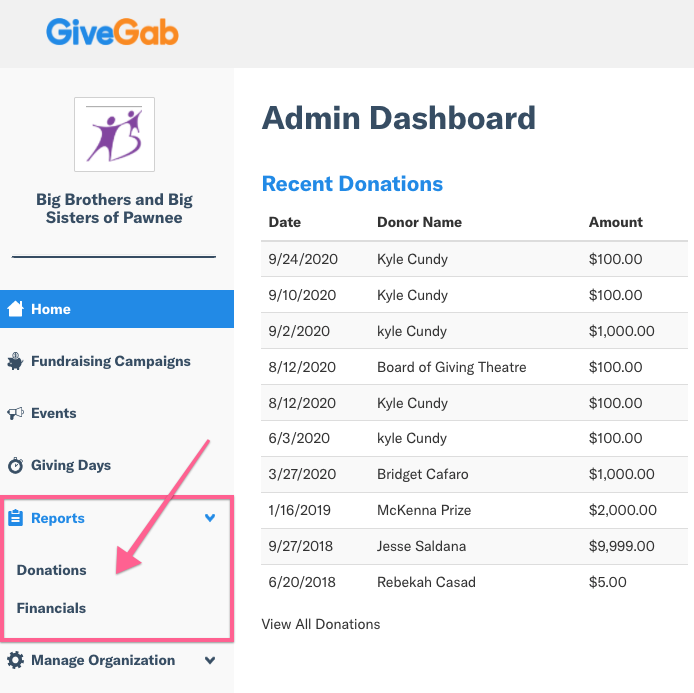 GiveGab
Big Brothers and Big
Sisters of Pawnee
Home
Fundraising Campaigns
Events
Giving Days
Reports
Donations
Financials
Manage Organization
Admin Dashboard
Recent Donations
Date Donor Name Amount
9/24/2020 Kyle Cundy $100.00
9/10/2020 Kyle Cundy $100.00
9/2/2020 kyle Cundy $1,000.00
8/12/2020 Board of Giving Theatre $100.00
8/12/2020 Kyle Cundy $100.00
6/3/2020 kyle Cundy $100.00
3/27/2020 Bridget Cafaro $1,000.00
1/16/2019 McKenna Prize $2,000.00
9/27/2018 Jesse Saldana $9,999.00
6/20/2018 Rebekah Casad $5.00
View All Donations